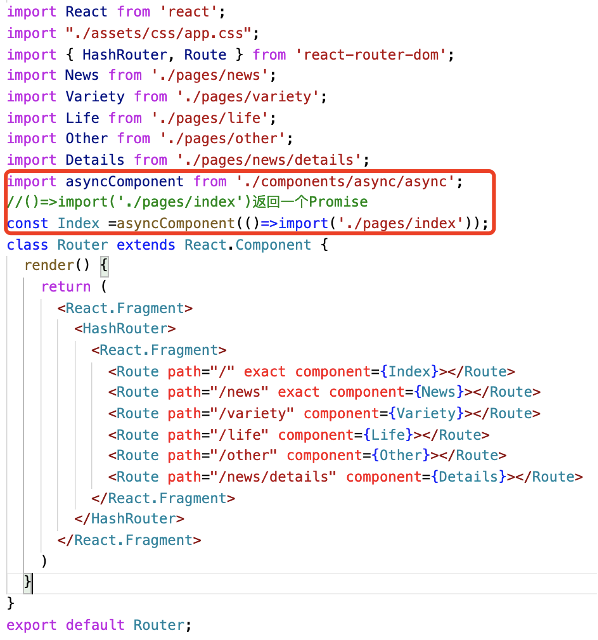 import React from 'react';
import "./assets/css/app.css";
import { HashRouter, Route } from 'react-router-dom';
import News from './pages/news';
import Variety from './pages/variety';
import Life from './pages/life';
import Other from './pages/other';
import Details from './pages/news/details';
import asyncComponent from './components/async/async';
//()=>import('./pages/index')返回一个Promise
const Index =asyncComponent(()=>import('./pages/index'));
class Router extends React.Component {
  render() {
    return (
      <React.Fragment>
        <HashRouter>
          <React.Fragment>
            <Route path="/" exact component={Index}></Route>
            <Route path="/news" exact component={News}></Route>
            <Route path="/variety" component={Variety}></Route>
            <Route path="/life" component={Life}></Route>
            <Route path="/other" component={Other}></Route>
            <Route path="/news/details" component={Details}></Route>
          </React.Fragment>
        </HashRouter>
      </React.Fragment>
    )
  }
}
export default Router;